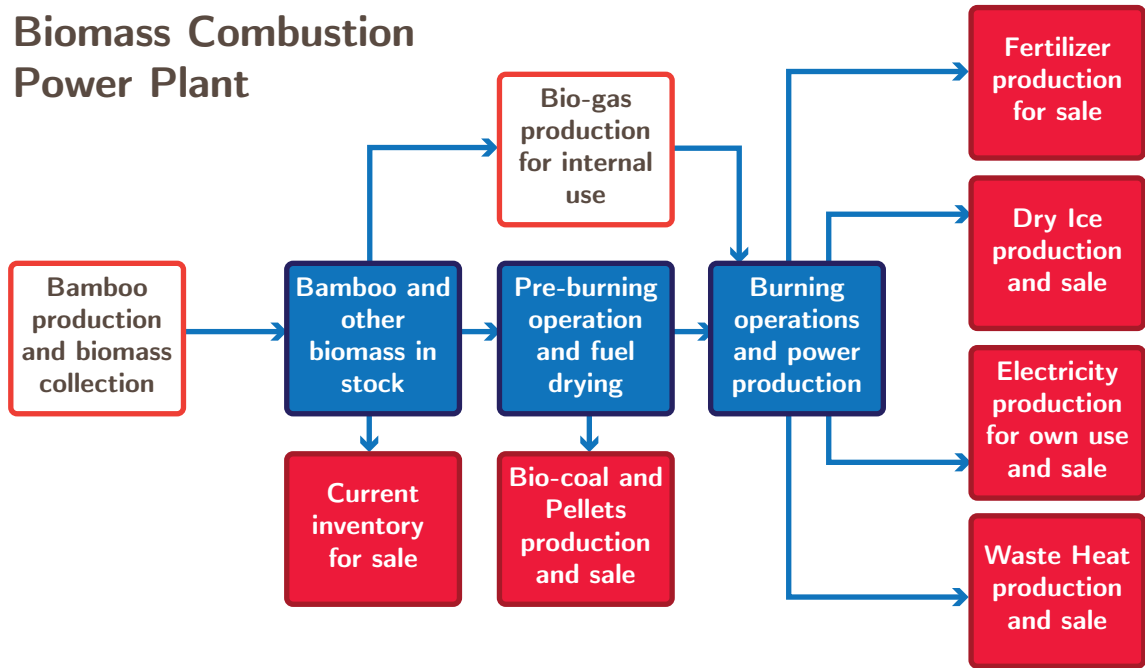 Biomass Combustion
Power Plant
Bamboo
production
and biomass
collection
Bio-gas
production
for internal
use
Bamboo and
other
biomass in
stock
Pre-burning
operation
and fuel
drying
Burning
operations
and power
production
Current
inventory
for sale
Bio-coal and
Pellets
production
and sale
Fertilizer
production
for sale
Dry Ice
production
and sale
Electricity
production
for own use
and sale
Waste Heat
production
and sale